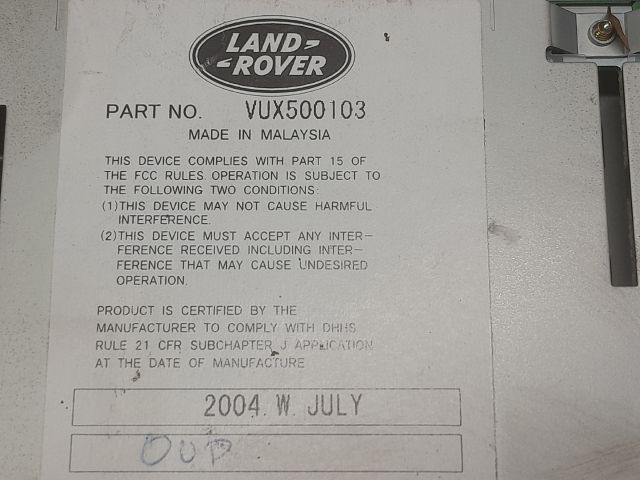 LAND-
-ROVER
PART NO. VUX500103
MADE IN MALAYSIA
THIS DEVICE COMPLIES WITH PART 15 OF
THE FCC RULES. OPERATION IS SUBJECT TO
THE FOLLOWING TWO CONDITIONS:
(1)THIS DEVICE MAY NOT CAUSE HARMFUL
INTERFERENCE.
(2)THIS DEVICE MUST ACCEPT ANY INTER-
FERENCE RECEIVED INCLUDING INTER-
FERENCE THAT MAY CAUSE UNDESIRED
OPERATION.
PRODUCT IS CERTIFIED BY THE
MANUFACTURER TO COMPLY WITH DHHS
RULE 21 CFR SUBCHAPTER J APPLICATION
AT THE DATE OF MANUFACTURE
2004. W. JULY